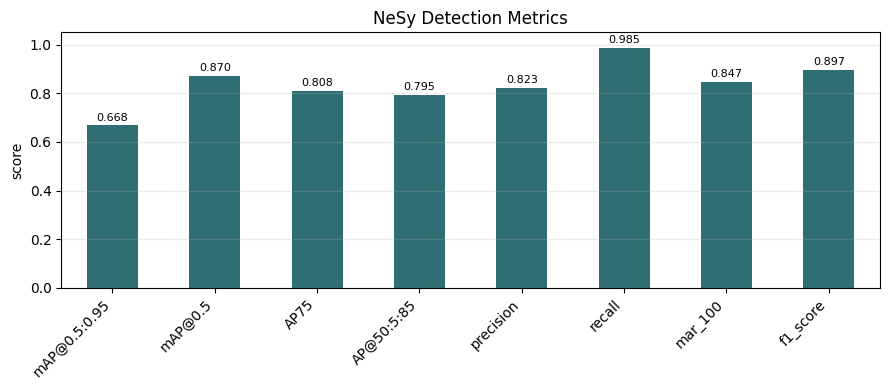 NeSy Detection Metrics
score
1.0
0.8
0.6
0.4
0.2
0.0
0.668
0.870
0.808
0.795
0.823
0.985
0.847
0.897
mAP@0.5:0.95
mAP@0.5
AP75
AP@50:5:85
precision
recall
mar_100
f1_score